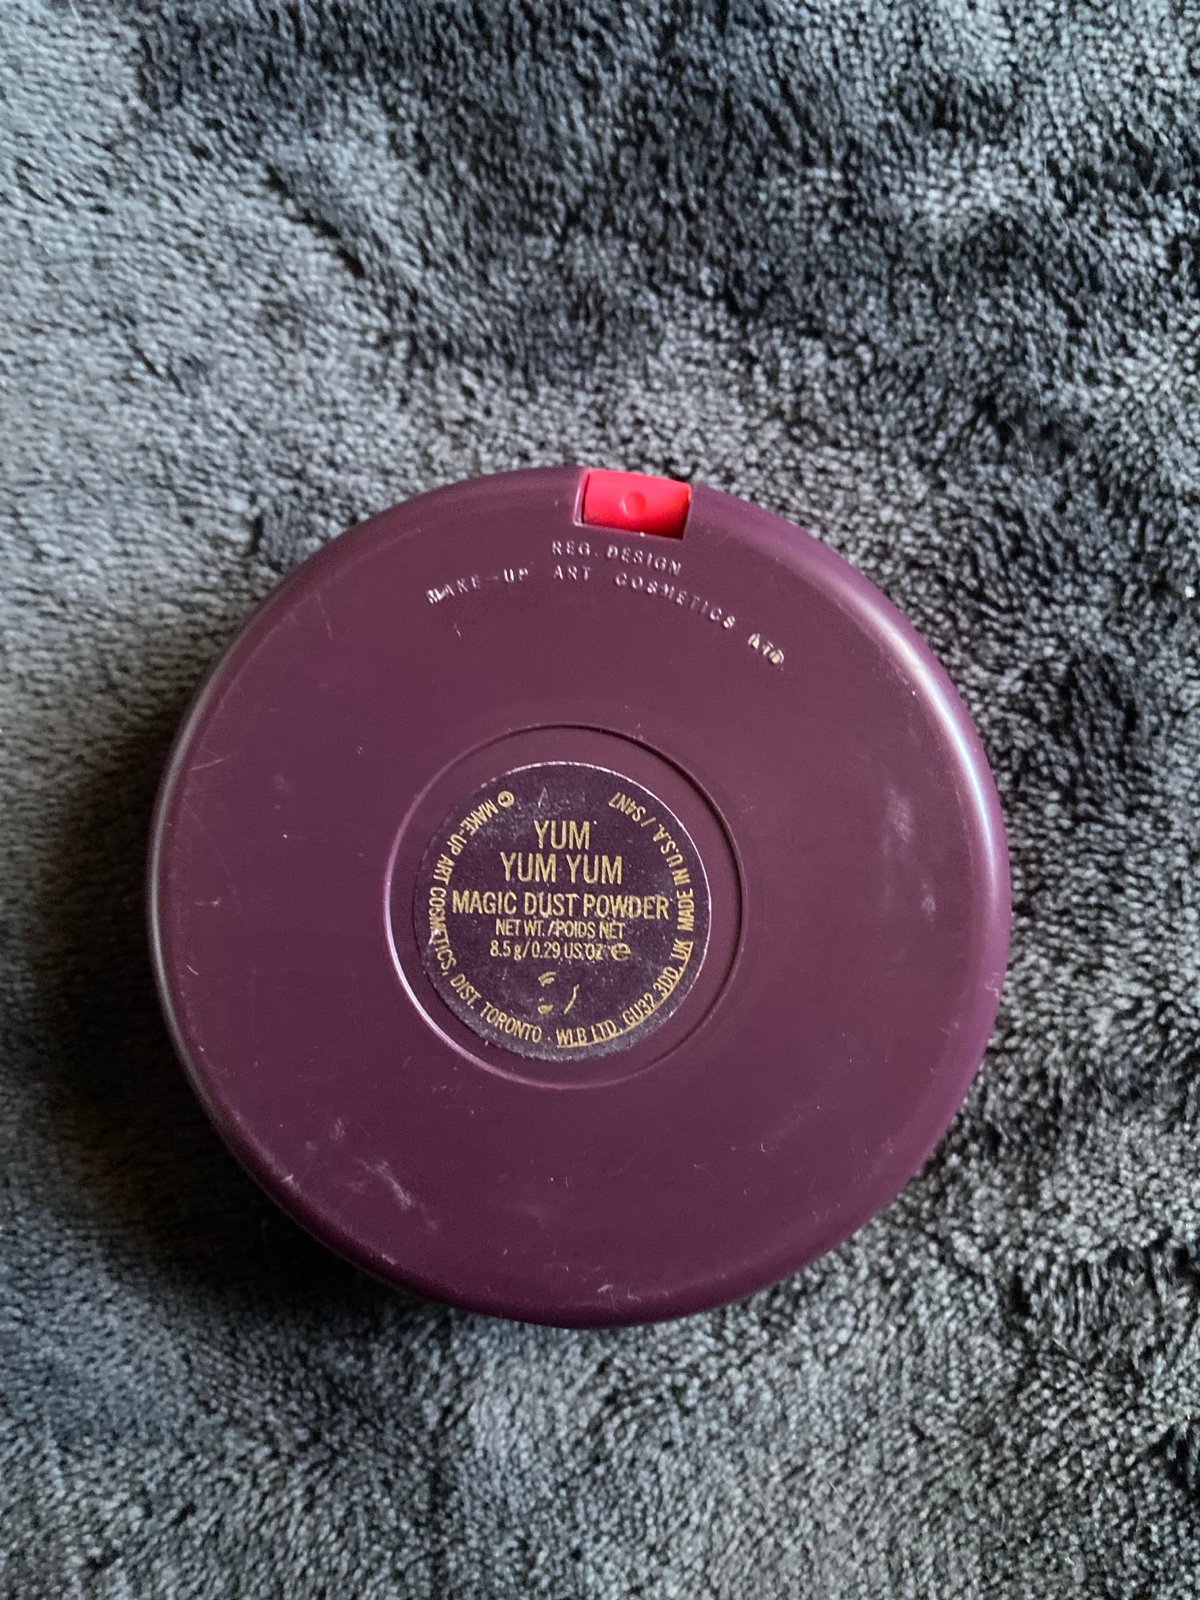 REG. DESIGN
MAKE-UP ART COSMETICS LTD
YUM
YUM YUM
MAGIC DUST POWDER
NET WT./POIDS NET
8.5 g/0.29 US OZ e
© MAKE-UP ART COSMETICS, DIST. TORONTO · WLB LTD, GU32 3DD, UK MADE IN U.S.A. / S4N7